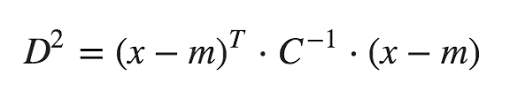 D² = (x − m)ᵀ · C⁻¹ · (x − m)